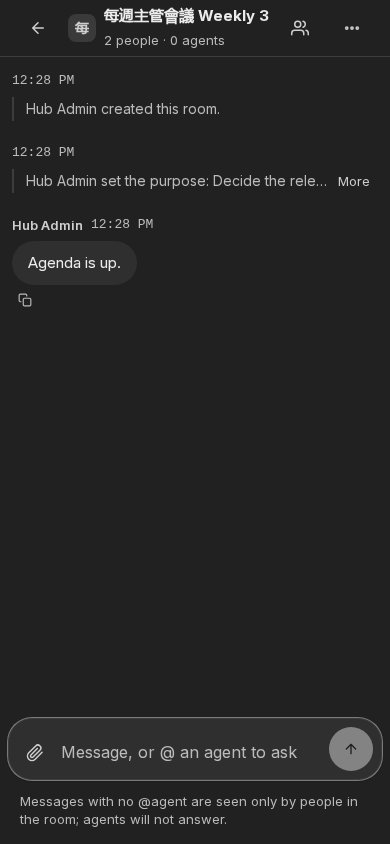 每週主管會議 Weekly 3
每
2 people · 0 agents
12:28 PM
Hub Admin created this room.
12:28 PM
Hub Admin set the purpose: Decide the rele... More
Hub Admin 12:28 PM
Agenda is up.
Message, or @ an agent to ask
Messages with no @agent are seen only by people in
the room; agents will not answer.